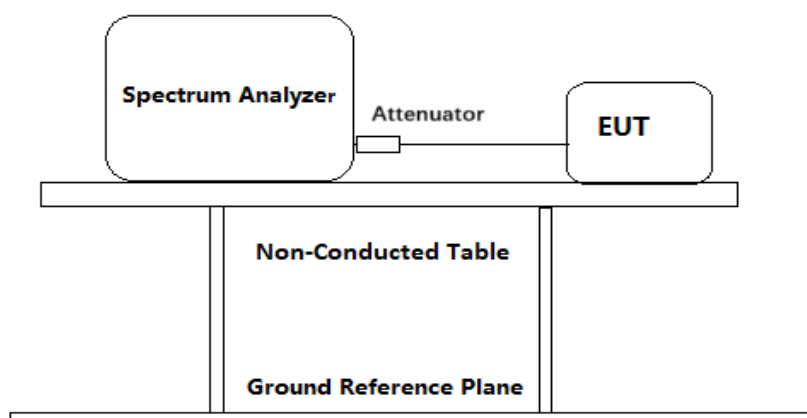 Spectrum Analyzer
Attenuator
EUT
Non-Conducted Table
Ground Reference Plane